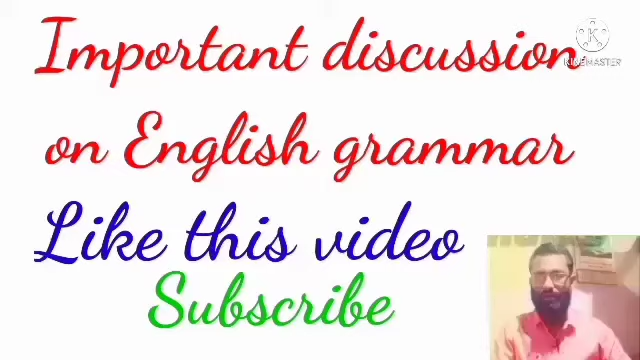 Important discussion
KINEMASTER
on English grammar
Like this video
Subscribe